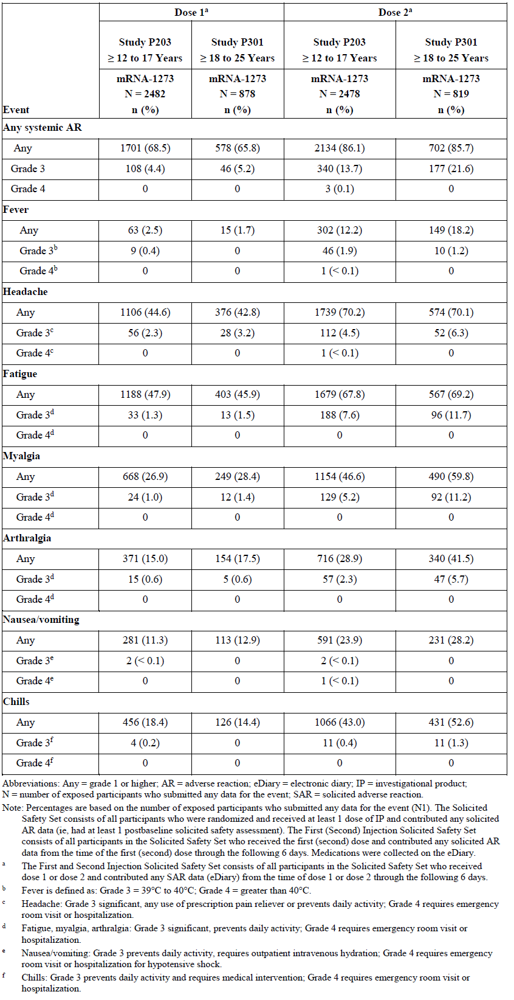 Dose 1a Dose 2a
Study P203 Study P301 Study P203 Study P301
≥ 12 to 17 Years ≥ 18 to 25 Years ≥ 12 to 17 Years ≥ 18 to 25 Years
mRNA-1273 mRNA-1273 mRNA-1273 mRNA-1273
N = 2482 N = 878 N = 2478 N = 819
Event n (%) n (%) n (%) n (%)
Any systemic AR
Any 1701 (68.5) 578 (65.8) 2134 (86.1) 702 (85.7)
Grade 3 108 (4.4) 46 (5.2) 340 (13.7) 177 (21.6)
Grade 4 0 0 3 (0.1) 0
Fever
Any 63 (2.5) 15 (1.7) 302 (12.2) 149 (18.2)
Grade 3b 9 (0.4) 0 46 (1.9) 10 (1.2)
Grade 4b 0 0 1 (< 0.1) 0
Headache
Any 1106 (44.6) 376 (42.8) 1739 (70.2) 574 (70.1)
Grade 3c 56 (2.3) 28 (3.2) 112 (4.5) 52 (6.3)
Grade 4c 0 0 1 (< 0.1) 0
Fatigue
Any 1188 (47.9) 403 (45.9) 1679 (67.8) 567 (69.2)
Grade 3d 33 (1.3) 13 (1.5) 188 (7.6) 96 (11.7)
Grade 4d 0 0 0 0
Myalgia
Any 668 (26.9) 249 (28.4) 1154 (46.6) 490 (59.8)
Grade 3d 24 (1.0) 12 (1.4) 129 (5.2) 92 (11.2)
Grade 4d 0 0 0 0
Arthralgia
Any 371 (15.0) 154 (17.5) 716 (28.9) 340 (41.5)
Grade 3d 15 (0.6) 5 (0.6) 57 (2.3) 47 (5.7)
Grade 4d 0 0 0 0
Nausea/vomiting
Any 281 (11.3) 113 (12.9) 591 (23.9) 231 (28.2)
Grade 3e 2 (< 0.1) 0 2 (< 0.1) 0
Grade 4e 0 0 1 (< 0.1) 0
Chills
Any 456 (18.4) 126 (14.4) 1066 (43.0) 431 (52.6)
Grade 3f 4 (0.2) 0 11 (0.4) 11 (1.3)
Grade 4f 0 0 0 0
Abbreviations: Any = grade 1 or higher; AR = adverse reaction; eDiary = electronic diary; IP = investigational product;
N = number of exposed participants who submitted any data for the event; SAR = solicited adverse reaction.
Note: Percentages are based on the number of exposed participants who submitted any data for the event (N1). The Solicited
Safety Set consists of all participants who were randomized and received at least 1 dose of IP and contributed any solicited
AR data (ie, had at least 1 postbaseline solicited safety assessment). The First (Second) Injection Solicited Safety Set
consists of all participants in the Solicited Safety Set who received the first (second) dose and contributed any solicited AR
data from the time of the first (second) dose through the following 6 days. Medications were collected on the eDiary.
a The First and Second Injection Solicited Safety Set consists of all participants in the Solicited Safety Set who received
dose 1 or dose 2 and contributed any SAR data (eDiary) from the time of dose 1 or dose 2 through the following 6 days.
b Fever is defined as: Grade 3 = 39°C to 40°C; Grade 4 = greater than 40°C.
c Headache: Grade 3 significant, any use of prescription pain reliever or prevents daily activity; Grade 4 requires emergency
room visit or hospitalization.
d Fatigue, myalgia, arthralgia: Grade 3 significant, prevents daily activity; Grade 4 requires emergency room visit or
hospitalization.
e Nausea/vomiting: Grade 3 prevents daily activity, requires outpatient intravenous hydration; Grade 4 requires emergency
room visit or hospitalization for hypotensive shock.
f Chills: Grade 3 prevents daily activity and requires medical intervention; Grade 4 requires emergency room visit or
hospitalization.